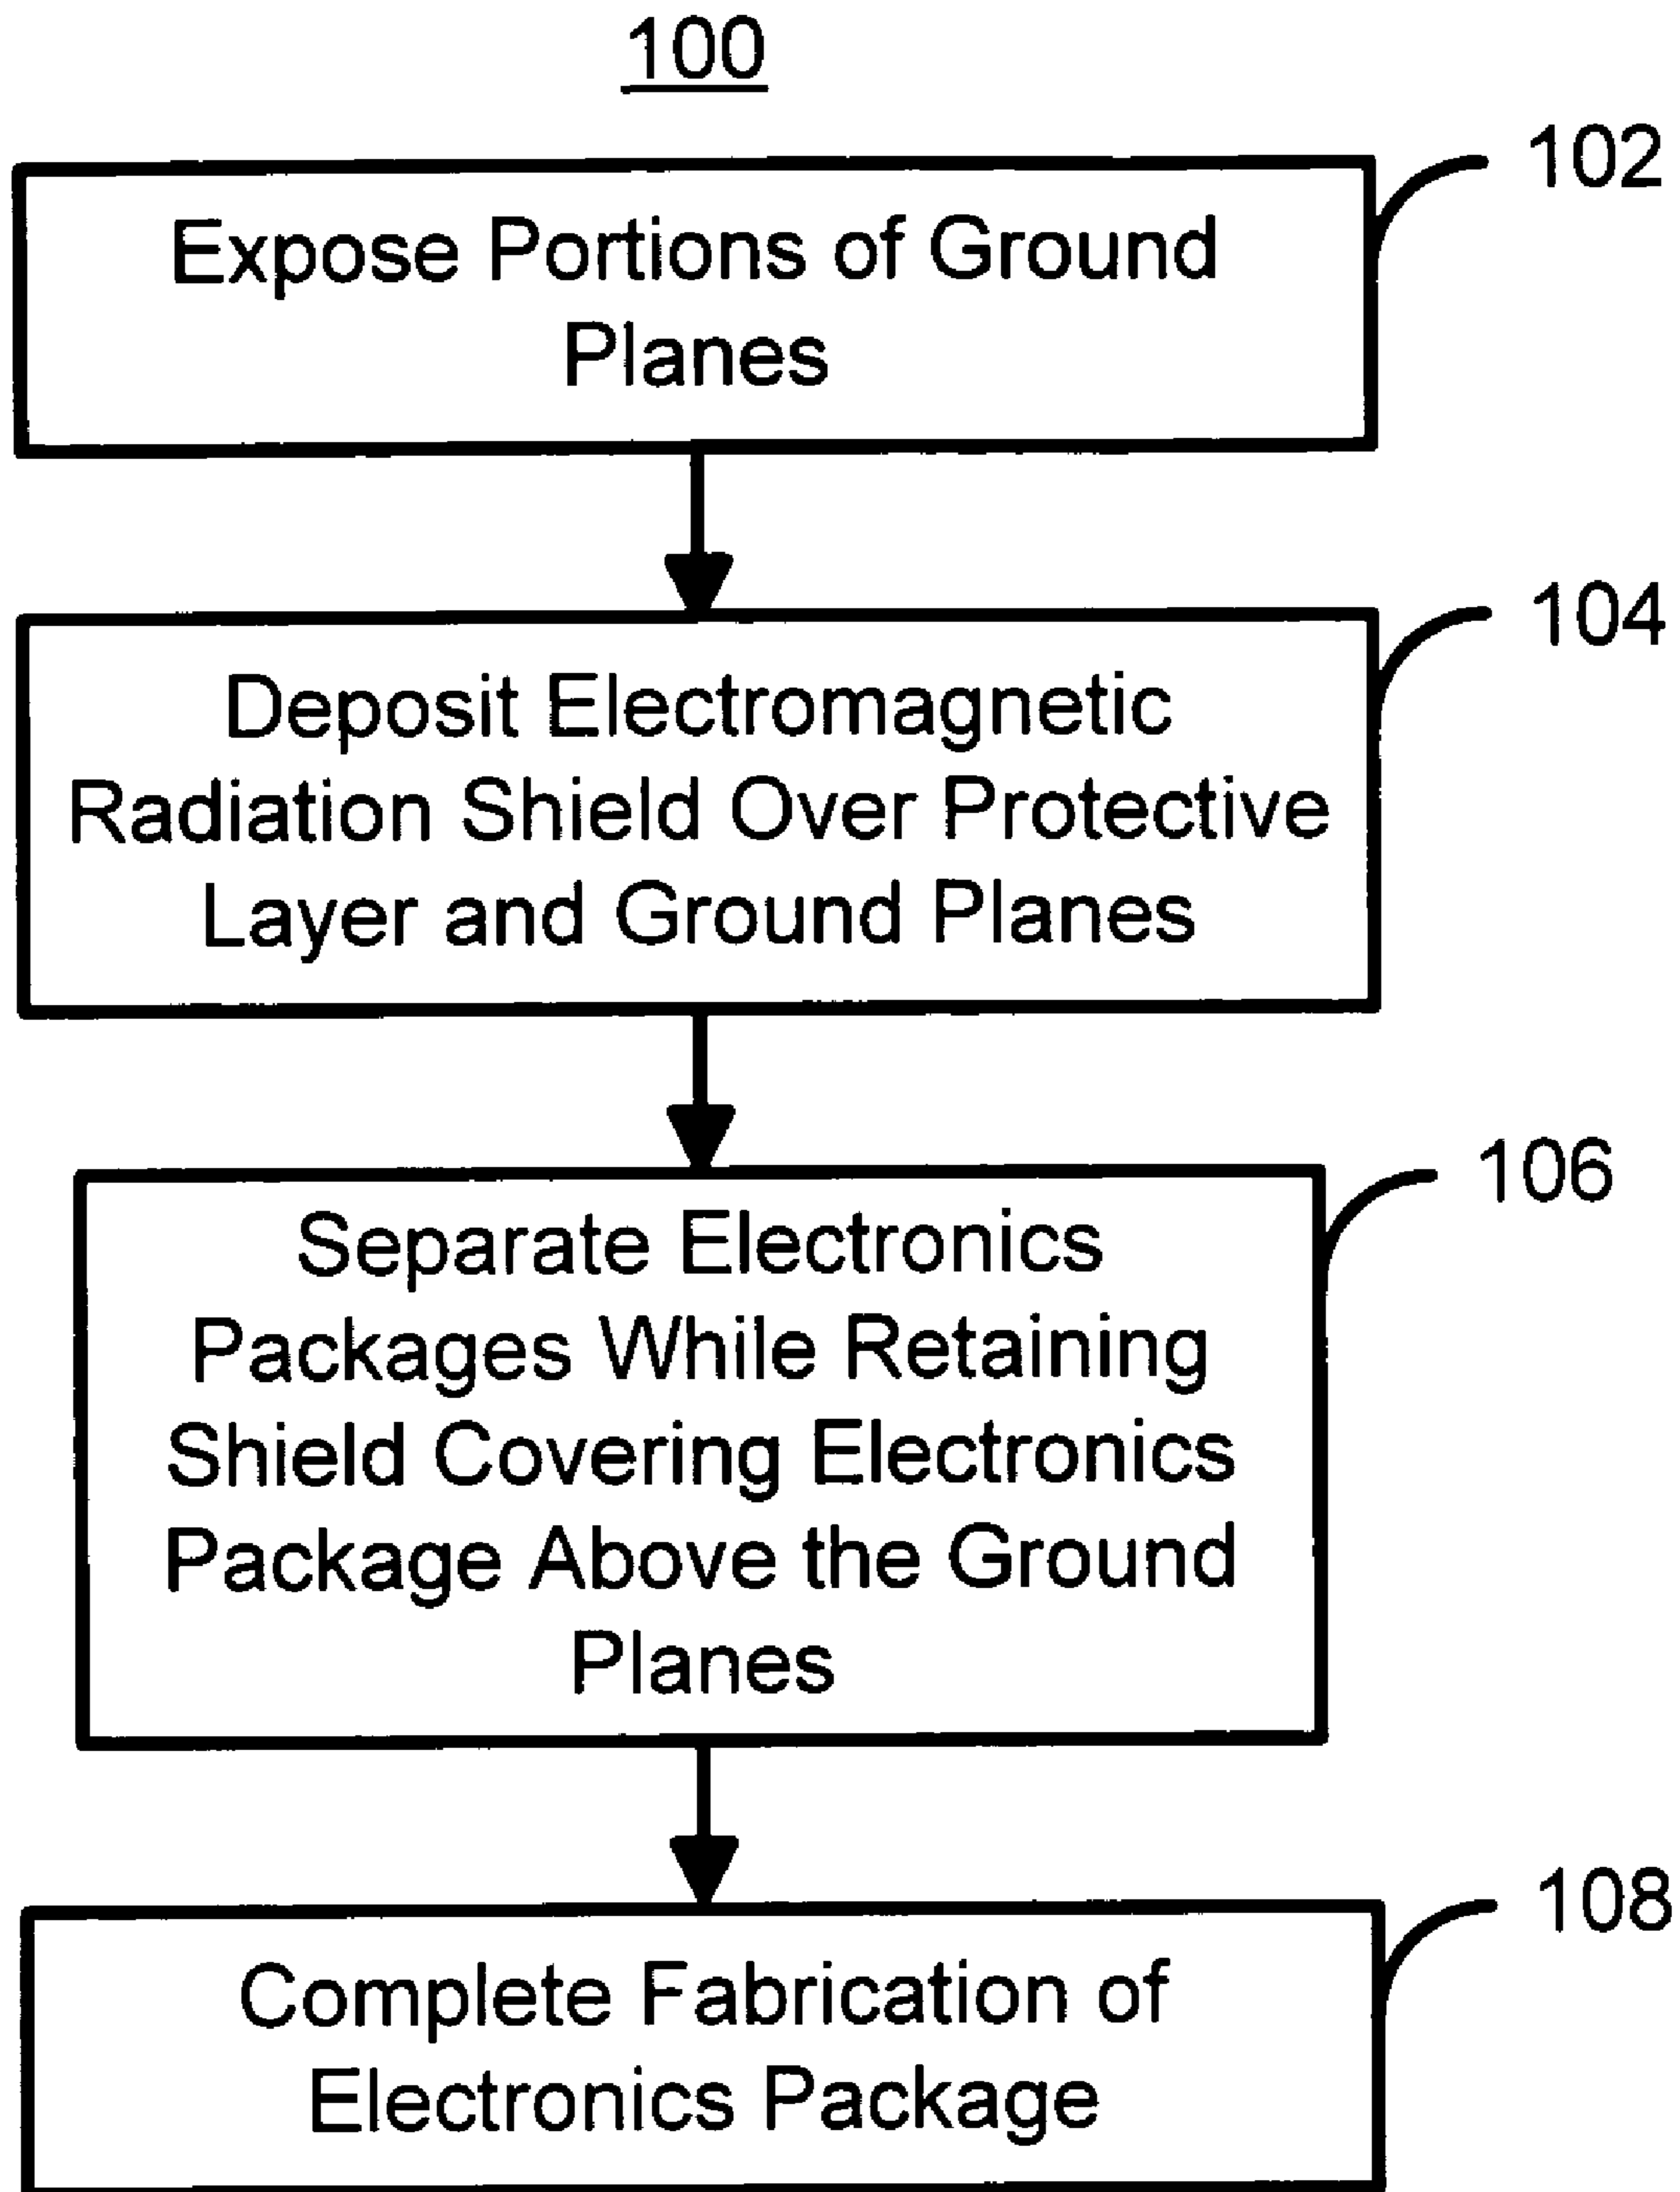 100
102
Expose Portions of Ground
Planes
104
Deposit Electromagnetic
Radiation Shield Over Protective
Layer and Ground Planes
106
Separate Electronics
Packages While Retaining
Shield Covering Electronics
Package Above the Ground
Planes
108
Complete Fabrication of
Electronics Package